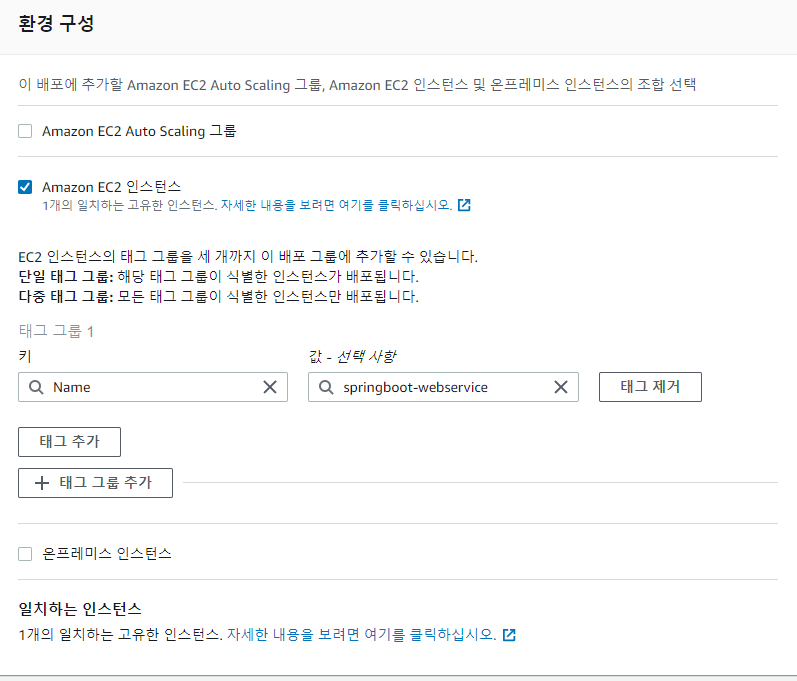 환경 구성
이 배포에 추가할 Amazon EC2 Auto Scaling 그룹, Amazon EC2 인스턴스 및 온프레미스 인스턴스의 조합 선택
Amazon EC2 Auto Scaling 그룹
Amazon EC2 인스턴스
1개의 일치하는 고유한 인스턴스. 자세한 내용을 보려면 여기를 클릭하십시오.
EC2 인스턴스의 태그 그룹을 세 개까지 이 배포 그룹에 추가할 수 있습니다.
단일 태그 그룹: 해당 태그 그룹이 식별한 인스턴스가 배포됩니다.
다중 태그 그룹: 모든 태그 그룹이 식별한 인스턴스만 배포됩니다.
태그 그룹 1
키
값 - 선택 사항
Name
springboot-webservice
태그 제거
태그 추가
태그 그룹 추가
온프레미스 인스턴스
일치하는 인스턴스
1개의 일치하는 고유한 인스턴스. 자세한 내용을 보려면 여기를 클릭하십시오.